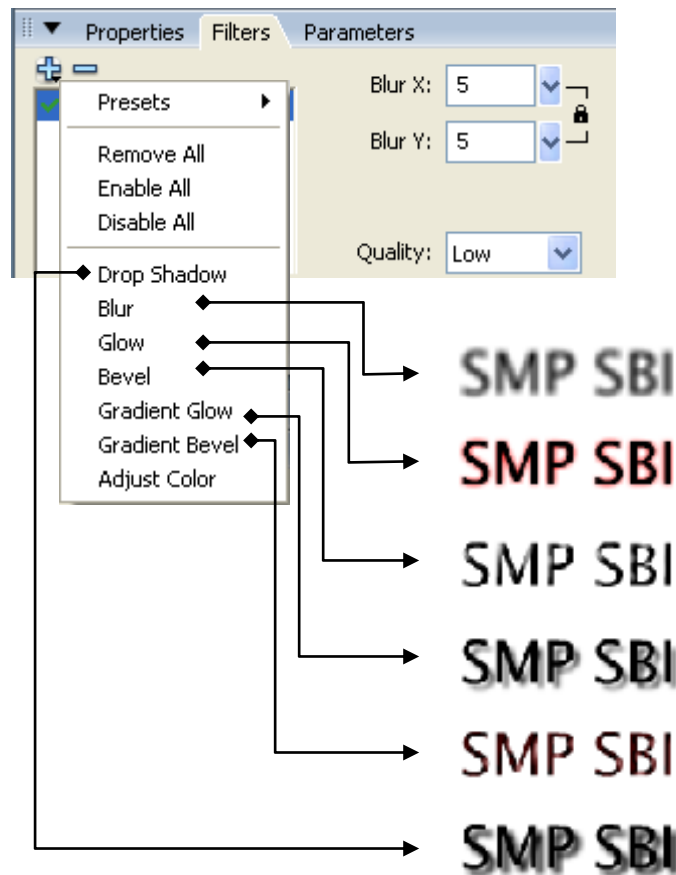 Properties Filters Parameters
Blur X: 5
Blur Y: 5
Quality: Low
Presets
Remove All
Enable All
Disable All
Drop Shadow
Blur
Glow
Bevel
Gradient Glow
Gradient Bevel
Adjust Color
SMP SBI
SMP SBI
SMP SBI
SMP SBI
SMP SBI
SMP SBI